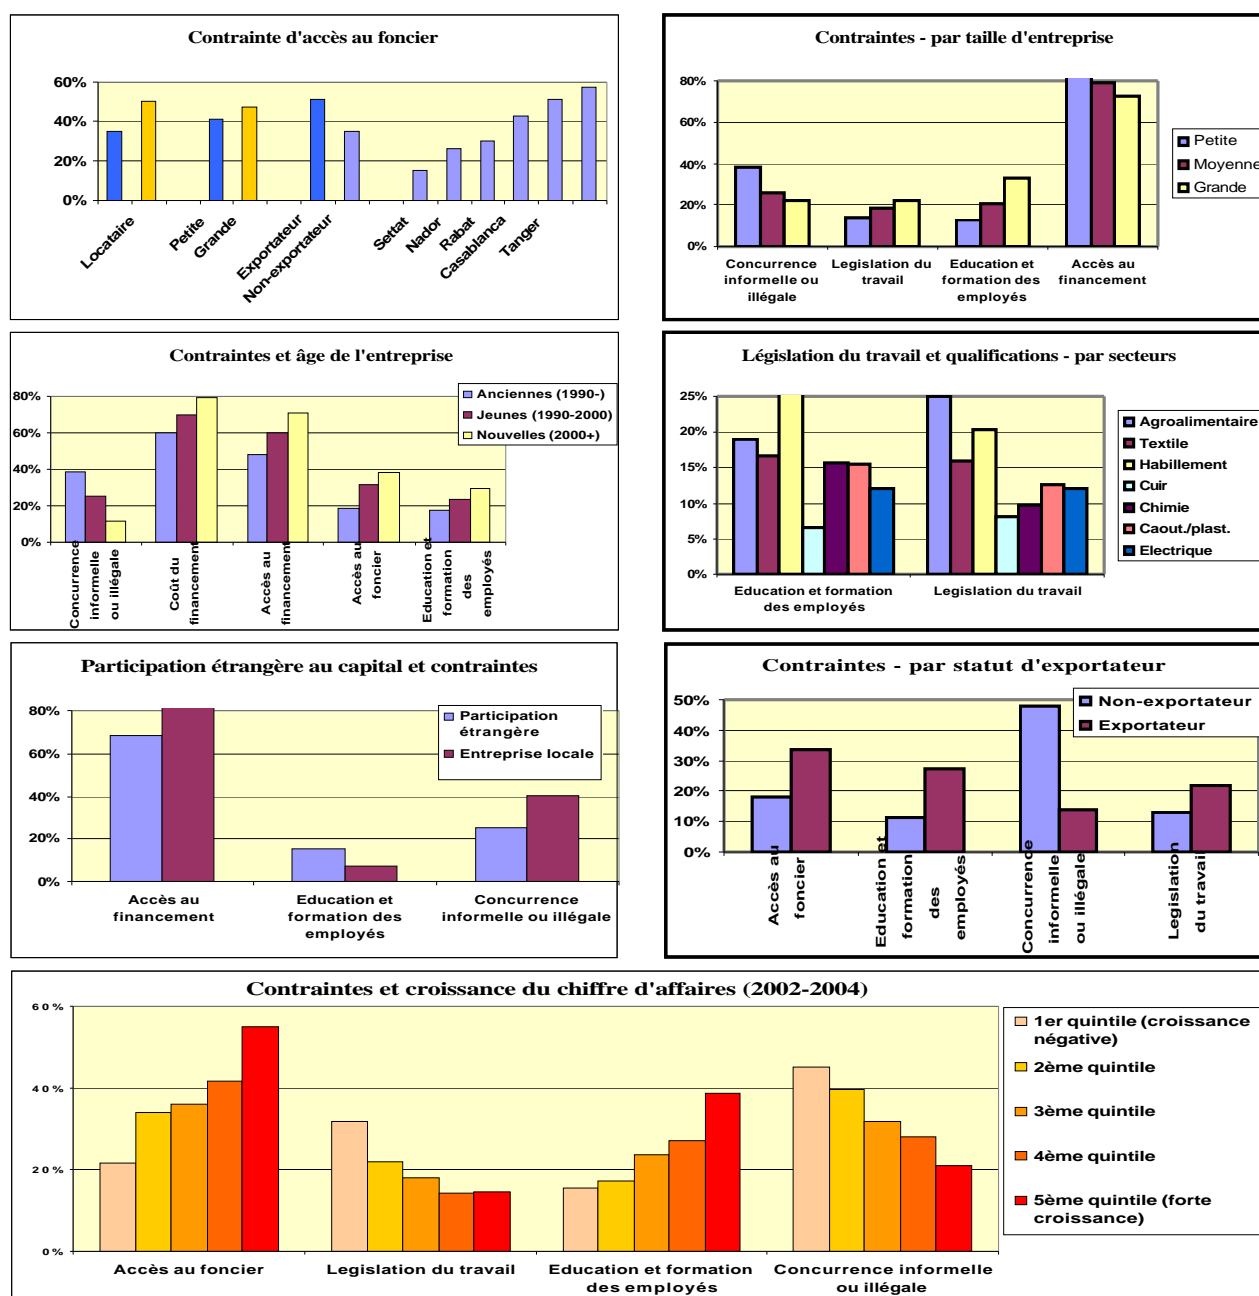 Contrainte d'accès au foncier
60%
40%
20%
0%
Locataire
Petite
Grande
Exportateur
Non-exportateur
Settat
Nador
Rabat
Casablanca
Tanger
Contraintes - par taille d'entreprise
80%
60%
40%
20%
0%
Concurrence
informelle ou
illégale
Legislation du
travail
Education et
formation des
employés
Accès au
financement
Petite
Moyenne
Grande
Contraintes et âge de l'entreprise
80%
60%
40%
20%
0%
Concurrence
informelle
ou illégale
Coût du
financement
Accès au
financement
Accès au
foncier
Education et
formation
des
employés
Anciennes (1990-)
Jeunes (1990-2000)
Nouvelles (2000+)
Législation du travail et qualifications - par secteurs
25%
20%
15%
10%
5%
0%
Education et formation
des employés
Legislation du travail
Agroalimentaire
Textile
Habillement
Cuir
Chimie
Caout./plast.
Electrique
Participation étrangère au capital et contraintes
80%
60%
40%
20%
0%
Accès au
financement
Education et
formation des
employés
Concurrence
informelle ou illégale
Participation
étrangère
Entreprise locale
Contraintes - par statut d'exportateur
50%
40%
30%
20%
10%
0%
Accès au
foncier
Education et
formation
des
employés
Concurrence
informelle
ou illégale
Legislation
du travail
Non-exportateur
Exportateur
Contraintes et croissance du chiffre d'affaires (2002-2004)
60%
40%
20%
0%
Accès au foncier
Legislation du travail
Education et formation
des employés
Concurrence informelle
ou illégale
1er quintile (croissance
négative)
2ème quintile
3ème quintile
4ème quintile
5ème quintile (forte
croissance)